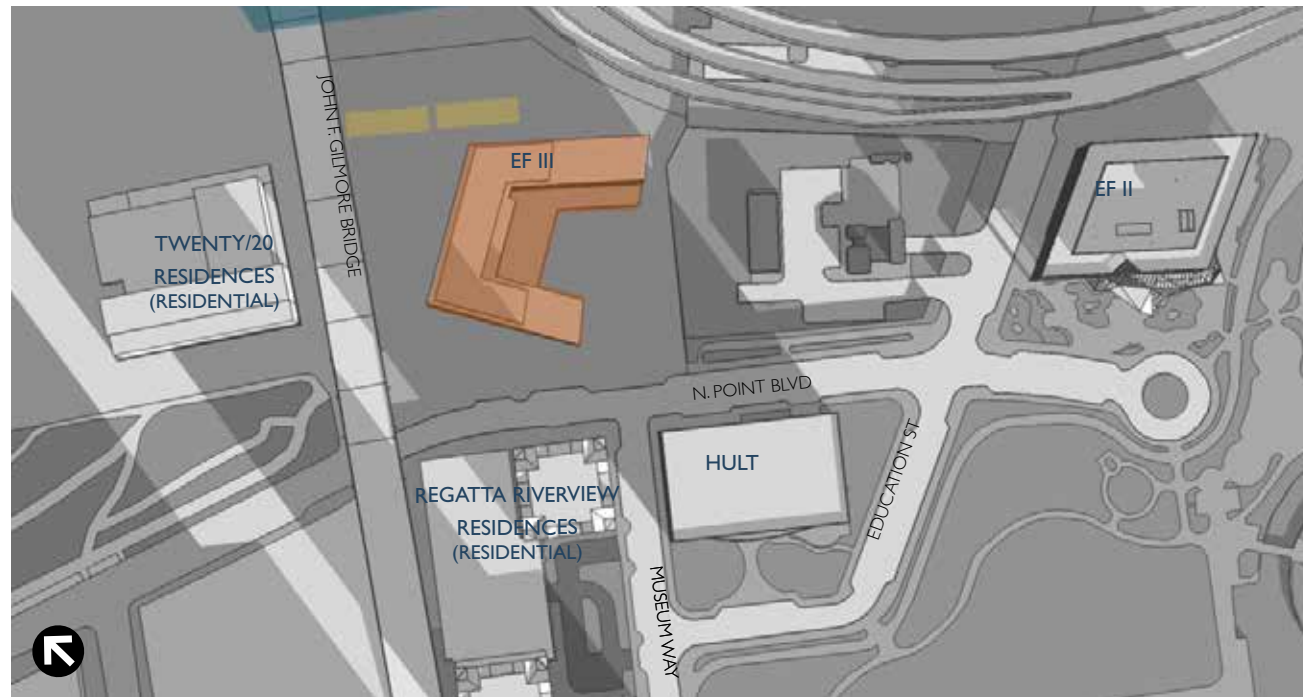 JOHN F. GILMORE BRIDGE
EF III
EF II
TWENTY/20
RESIDENCES
(RESIDENTIAL)
N. POINT BLVD
HULT
EDUCATION ST
REGATTA RIVERVIEW
RESIDENCES
(RESIDENTIAL)
MUSEUM WAY